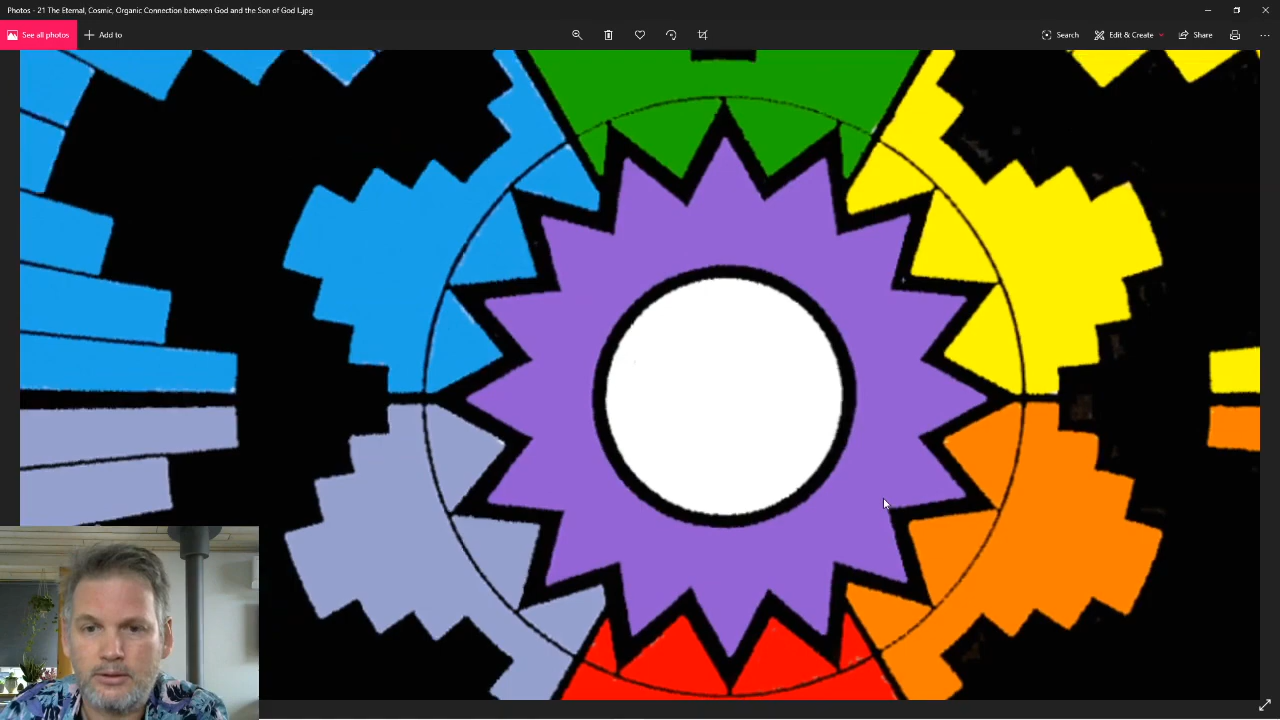 Photos - 21 The Eternal, Cosmic, Organic Connection between God and the Son of God I.jpg
See all photos
Add to
Search
Edit & Create
Share